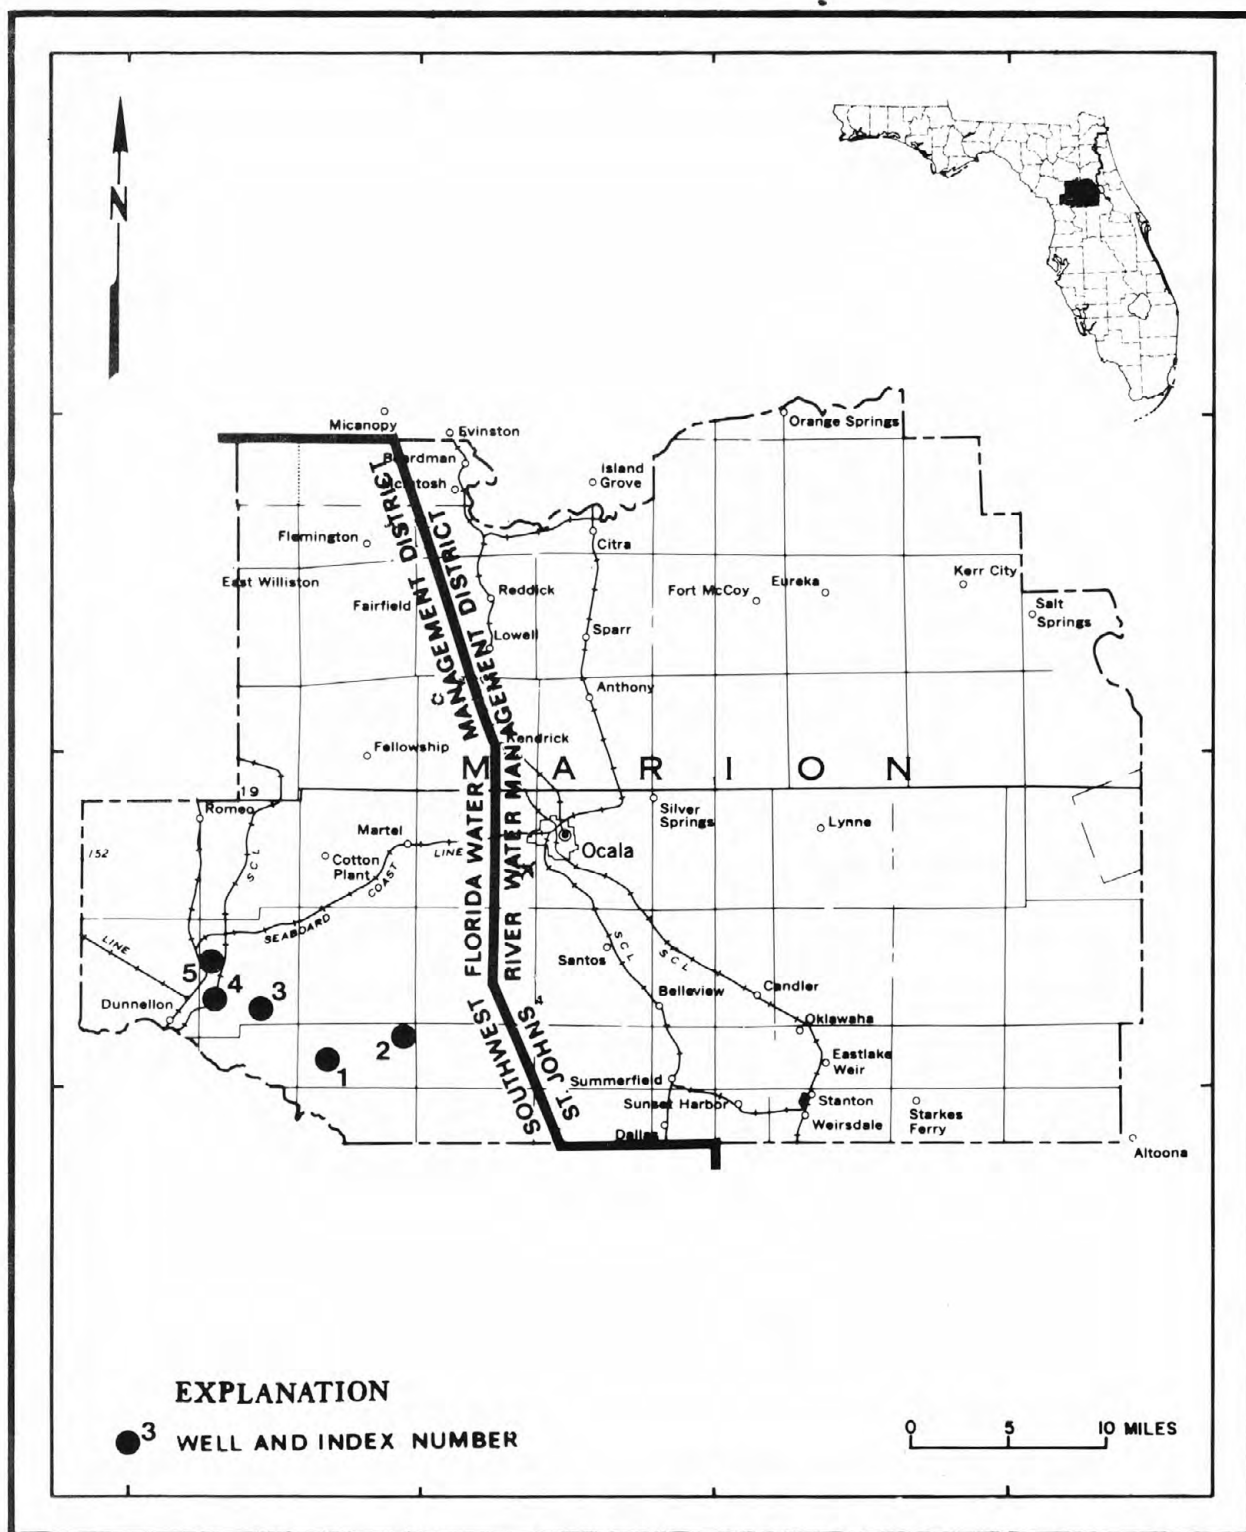 N
Micanopy
Evinston
Orange Springs
Boardman
McIntosh
Island
Grove
Flemington
Citra
East Williston
Fairfield
Reddick
Fort McCoy
Eureka
Kerr City
Salt
Springs
Lowell
Sparr
Anthony
Kendrick
Fellowship
MARION
19
Romeo
Silver
Springs
Lynne
Martel
LINE
Ocala
152
SCL
Cotton
Plant
COAST
SEABOARD
LINE
SOUTHWEST FLORIDA WATER MANAGEMENT DISTRICT
ST. JOHNS RIVER WATER MANAGEMENT DISTRICT
SCL
SCL
Santos
5
4
3
Dunnellon
Belleview
Candler
Oklawaha
2
1
Eastlake
Weir
Summerfield
Sunset Harbor
Stanton
Starkes
Ferry
Weirsdale
Dallas
Altoona
EXPLANATION
3 WELL AND INDEX NUMBER
0 5 10 MILES